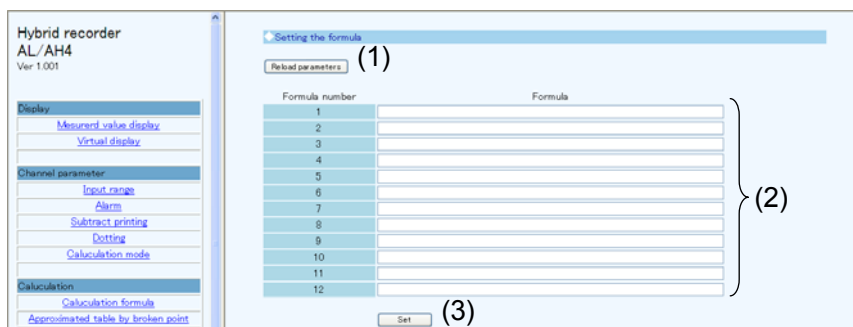 Hybrid recorder
AL/AH4
Ver 1.001
Display
Mesurerd value display
Virtual display
Channel parameter
Input range
Alarm
Subtract printing
Dotting
Caluculation mode
Caluculation
Caluculation formula
Approximated table by broken point
Setting the formula
Reload parameters (1)
Formula number Formula
1
2
3
4
5
6
7
8
9
10
11
12
(2)
Set (3)